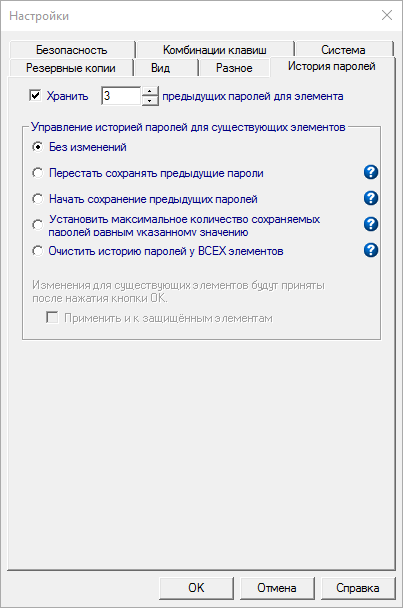 Настройки
Безопасность
Комбинации клавиш
Система
Резервные копии
Вид
Разное
История паролей
Хранить 3 предыдущих паролей для элемента
Управление историей паролей для существующих элементов
Без изменений
Перестать сохранять предыдущие пароли
Начать сохранение предыдущих паролей
Установить максимальное количество сохраняемых
паролей равным указанному значению
Очистить историю паролей у ВСЕХ элементов
Изменения для существующих элементов будут приняты
после нажатия кнопки OK.
Применить и к защищённым элементам
OK
Отмена
Справка